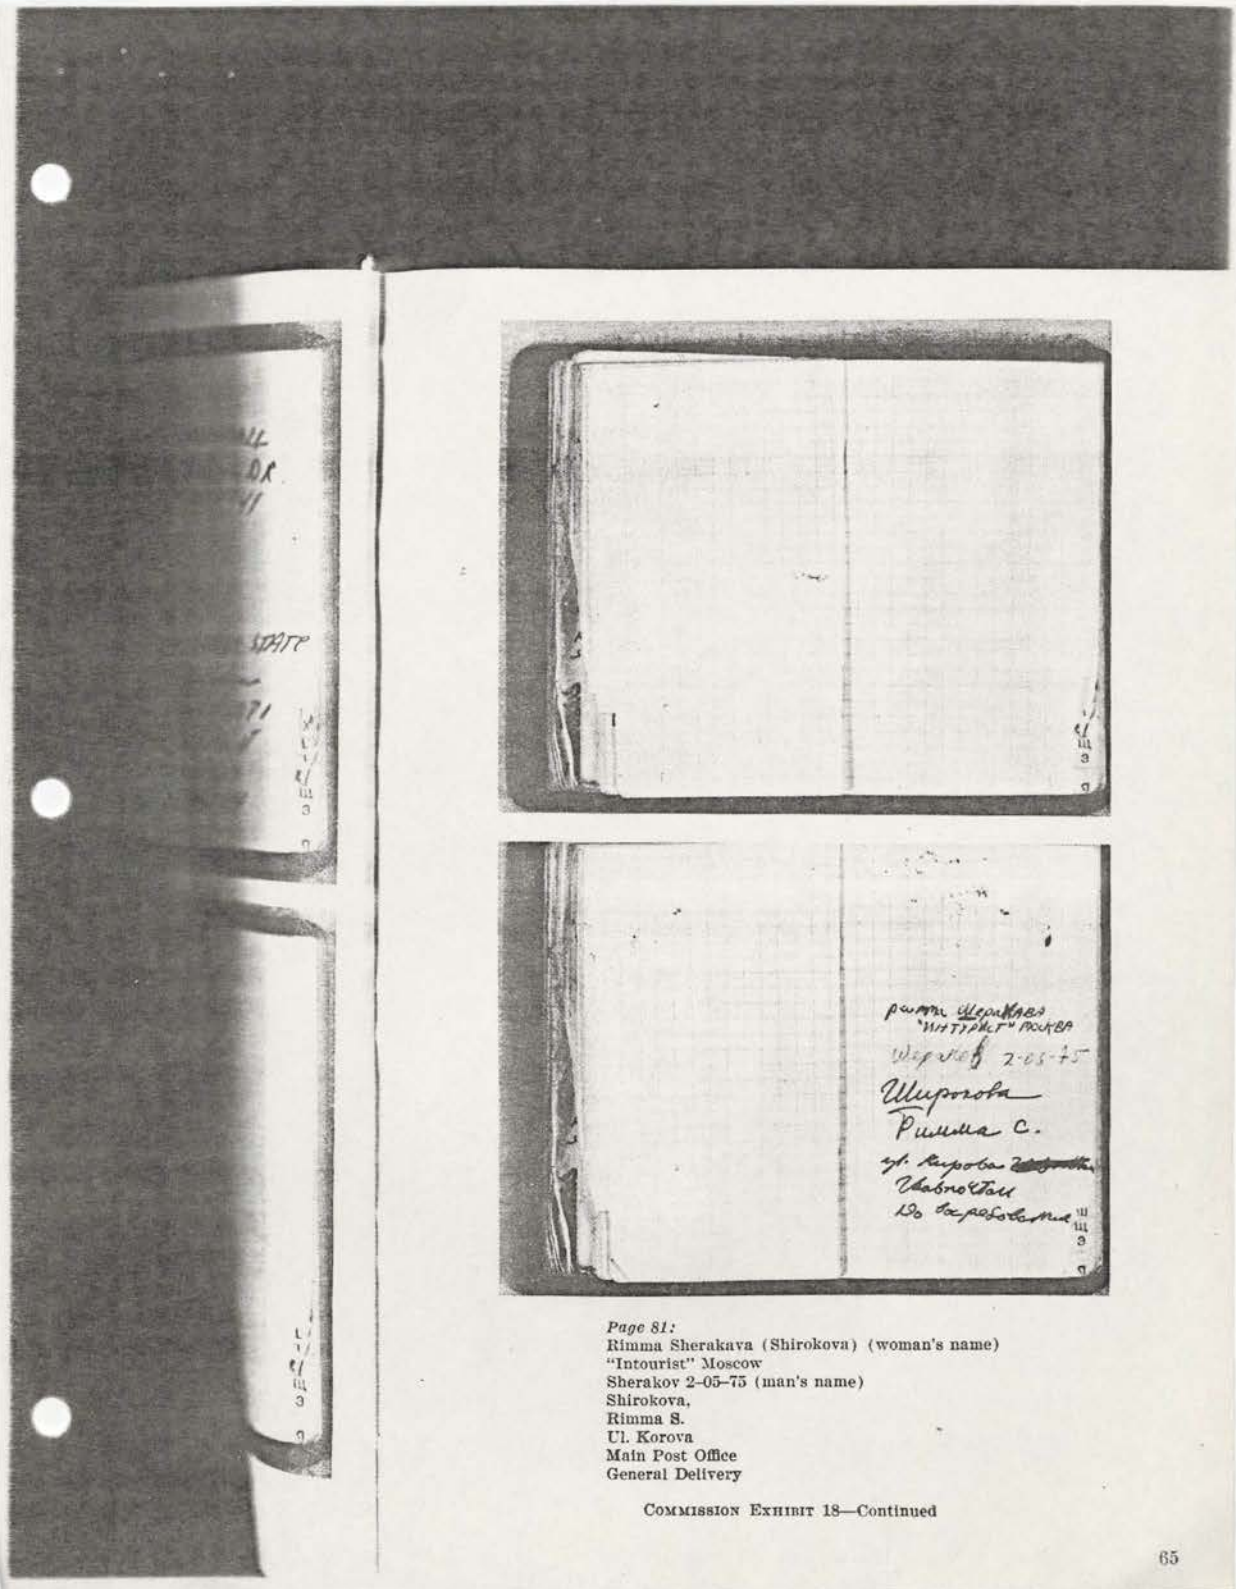 DR
STATE
Римма ШераКАВА
"ИНТУРИСТ" МОСКВА
Шераков 2-05-75
Широкова
Римма С.
ул. Кирова
Главпочтам
До востребования
Ш
Щ
Э
Page 81:
Rimma Sherakava (Shirokova) (woman's name)
"Intourist" Moscow
Sherakov 2–05–75 (man's name)
Shirokova,
Rimma S.
Ul. Korova
Main Post Office
General Delivery
COMMISSION EXHIBIT 18—Continued
65